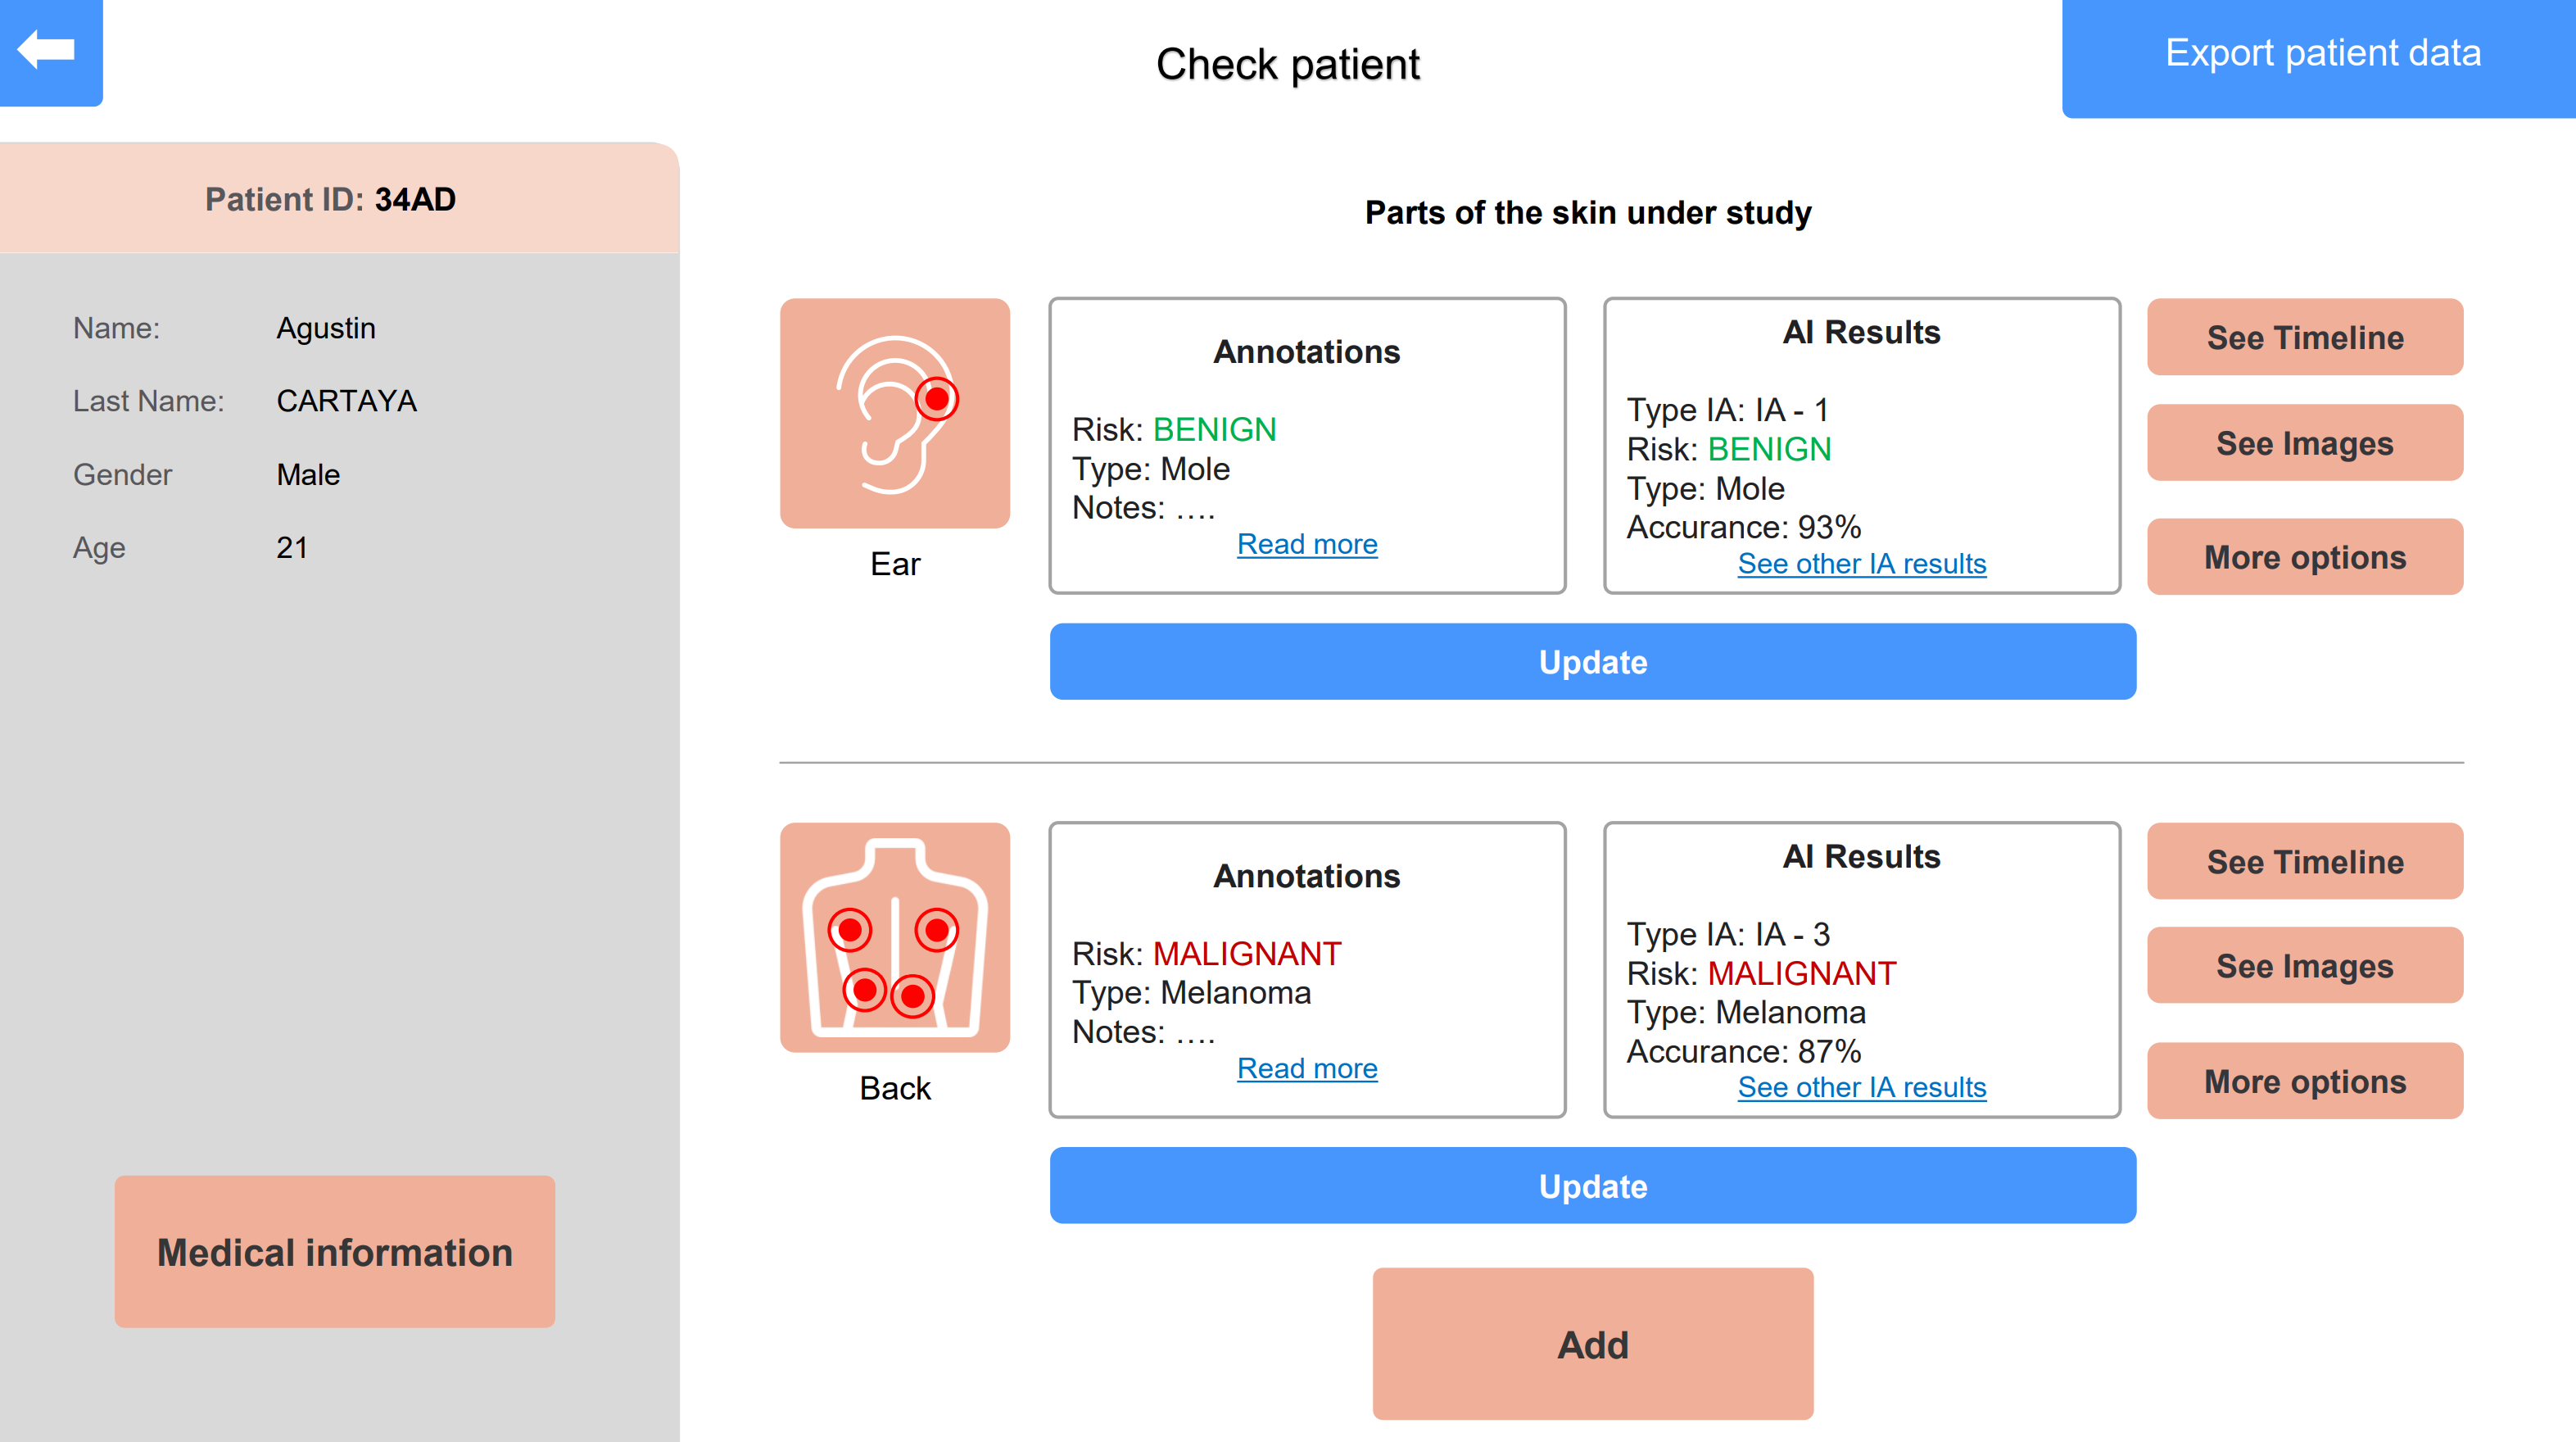 Check patient
Export patient data
Patient ID: 34AD
Name: Agustin
Last Name: CARTAYA
Gender Male
Age 21
Medical information
Parts of the skin under study
Ear
Annotations
Risk: BENIGN
Type: Mole
Notes: ….
Read more
AI Results
Type IA: IA - 1
Risk: BENIGN
Type: Mole
Accurance: 93%
See other IA results
See Timeline
See Images
More options
Update
Back
Annotations
Risk: MALIGNANT
Type: Melanoma
Notes: ….
Read more
AI Results
Type IA: IA - 3
Risk: MALIGNANT
Type: Melanoma
Accurance: 87%
See other IA results
See Timeline
See Images
More options
Update
Add